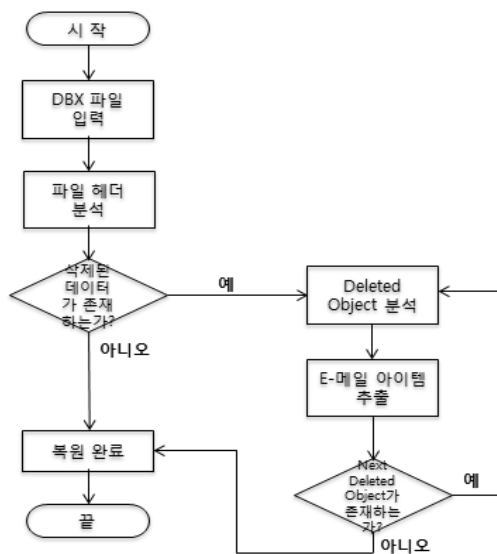 시 작
DBX 파일
입력
파일 헤더
분석
삭제된
데이터
가 존재
하는가?
예
아니오
Deleted
Object 분석
E-메일 아이템
추출
Next
Deleted
Object가
존재하는
가?
예
아니오
복원 완료
끝